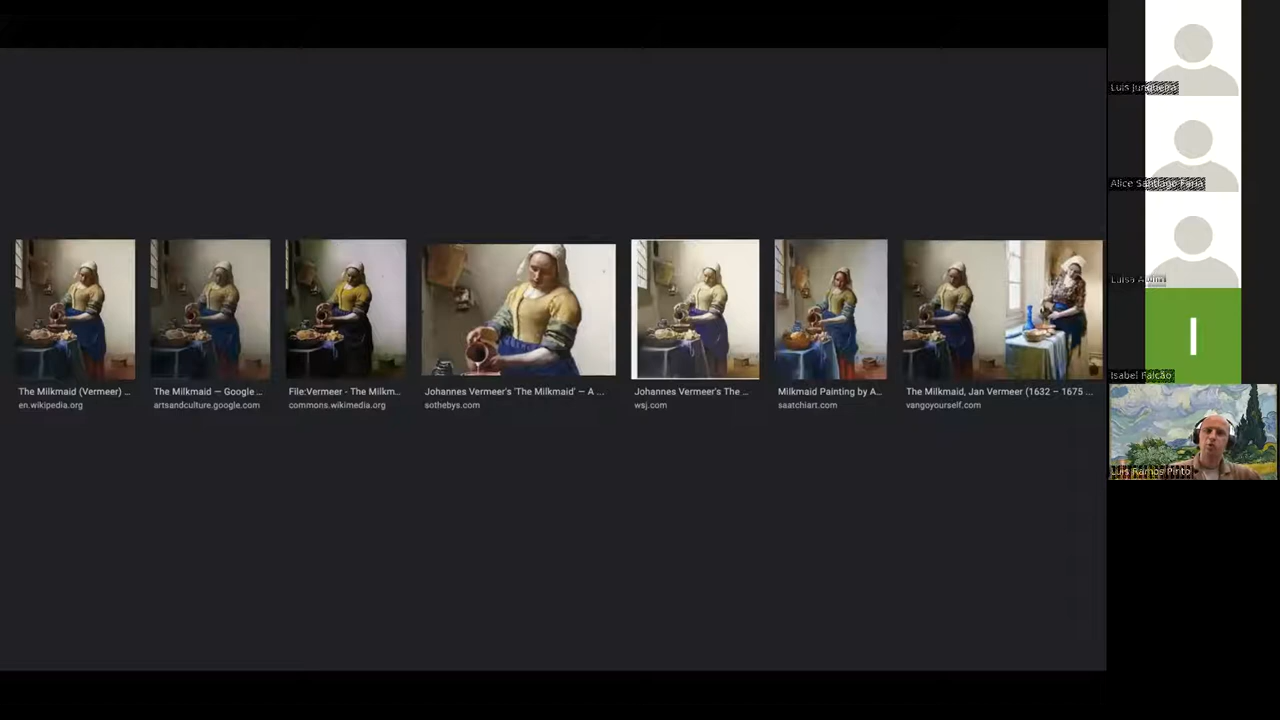 The Milkmaid (Vermeer) ...
en.wikipedia.org
The Milkmaid — Google ...
artsandculture.google.com
File:Vermeer - The Milkm...
commons.wikimedia.org
Johannes Vermeer's 'The Milkmaid' — A ...
sothebys.com
Johannes Vermeer's The ...
wsj.com
Milkmaid Painting by A...
saatchiart.com
The Milkmaid, Jan Vermeer (1632 – 1675 ...
vangoyourself.com
Luis Junqueira
Alice Santiago Faria
Luisa
I
Isabel Falcão
Luis Ramos Pinto